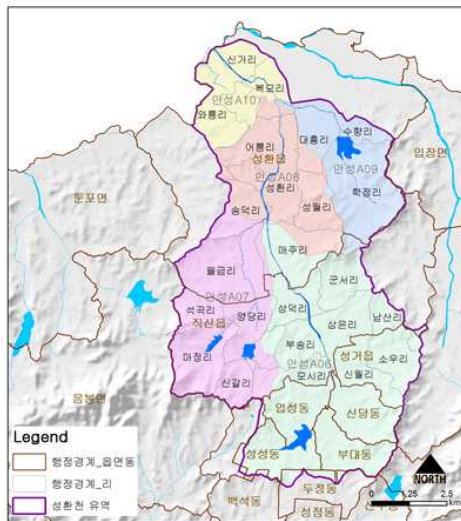 신가리
복모리
안성A10
와룡리
수향리
대홍리
어룡리
성환읍
안성A09
안성A08
성환리
학정리
입장면
둔포면
송덕리
성월리
매주리
율금리
군서리
안성A07
석곡리
양당리
직산읍
삼덕리
삼은리
남산리
부송리
성거읍
마정리
안성A06
소우리
모시리
신월리
신갈리
음봉면
업성동
신당동
성성동
부대동
두정동
백석동
성정동
Legend
행정경계_읍면동
행정경계_리
성환천 유역
NORTH
0
1.25
2.5
km